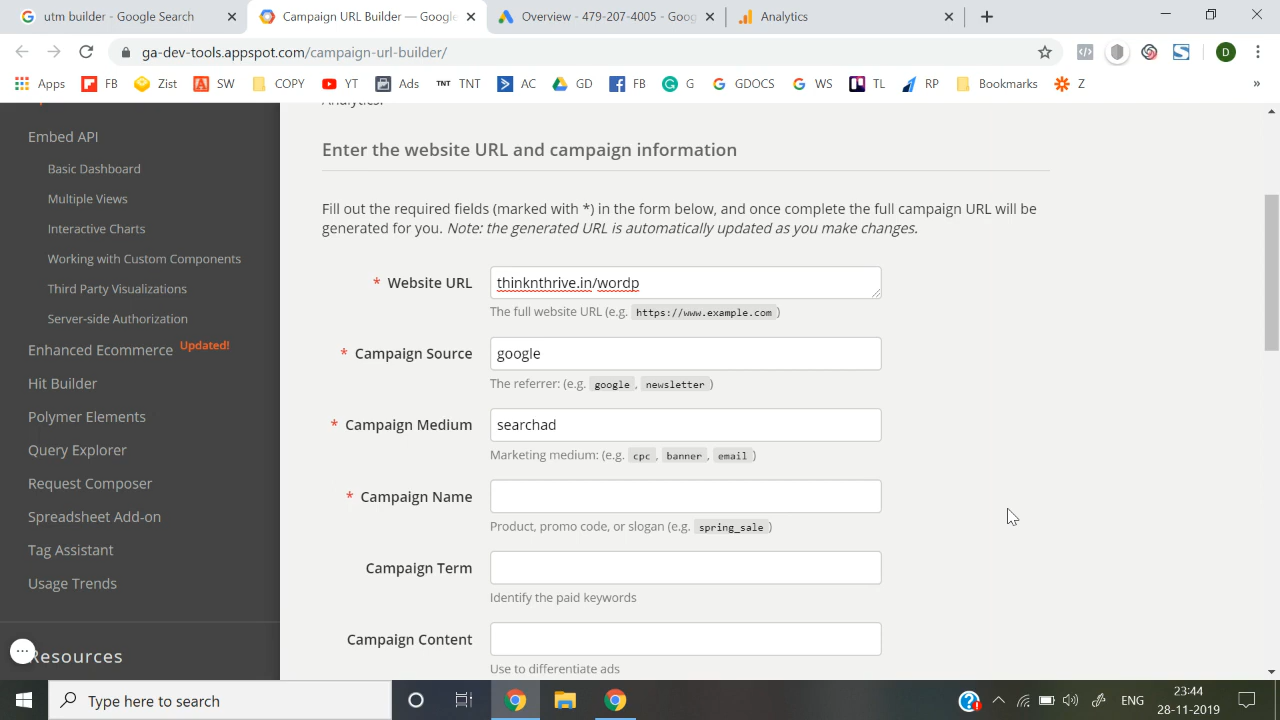 utm builder - Google Search
Campaign URL Builder — Google
Overview - 479-207-4005 - Goog
Analytics
ga-dev-tools.appspot.com/campaign-url-builder/
D
Apps FB Zist SW COPY YT Ads TNT TNT AC GD FB G GDOCS WS TL RP Bookmarks Z »
Analytics.
Embed API
Basic Dashboard
Multiple Views
Interactive Charts
Working with Custom Components
Third Party Visualizations
Server-side Authorization
Enhanced Ecommerce Updated!
Hit Builder
Polymer Elements
Query Explorer
Request Composer
Spreadsheet Add-on
Tag Assistant
Usage Trends
Resources
Enter the website URL and campaign information
Fill out the required fields (marked with *) in the form below, and once complete the full campaign URL will be
generated for you. Note: the generated URL is automatically updated as you make changes.
* Website URL thinknthrive.in/wordp
The full website URL (e.g. https://www.example.com )
* Campaign Source google
The referrer: (e.g. google , newsletter )
* Campaign Medium searchad
Marketing medium: (e.g. cpc , banner , email )
* Campaign Name
Product, promo code, or slogan (e.g. spring_sale )
Campaign Term
Identify the paid keywords
Campaign Content
Use to differentiate ads
Type here to search
ENG
23:44
28-11-2019